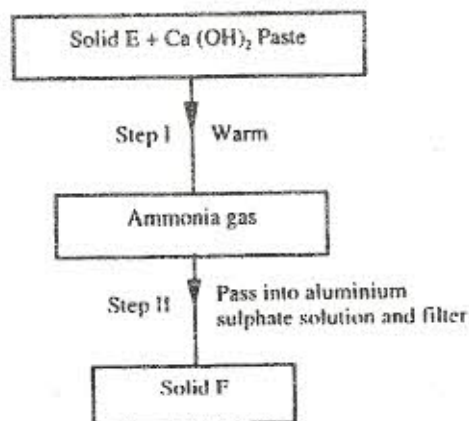 Solid E + Ca (OH)₂ Paste
Step I Warm
Ammonia gas
Step II Pass into aluminium
sulphate solution and filter
Solid F